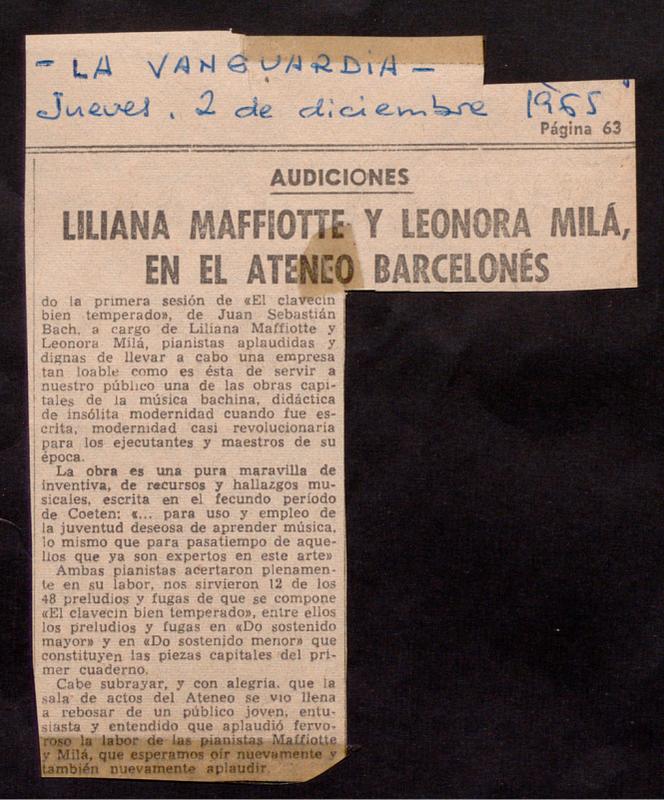 - LA VANGUARDIA -
Jueves, 2 de diciembre 1965
Página 63
AUDICIONES
LILIANA MAFFIOTTE Y LEONORA MILÁ,
EN EL ATENEO BARCELONÉS
do la primera sesión de «El clavecín
bien temperado», de Juan Sebastián
Bach, a cargo de Liliana Maffiotte y
Leonora Milá, pianistas aplaudidas y
dignas de llevar a cabo una empresa
tan loable como es ésta de servir a
nuestro público una de las obras capi-
tales de la música bachina, didáctica
de insólita modernidad cuando fue es-
crita, modernidad casi revolucionaria
para los ejecutantes y maestros de su
época.
La obra es una pura maravilla de
inventiva, de recursos y hallazgos mu-
sicales, escrita en el fecundo período
de Coeten: «... para uso y empleo de
la juventud deseosa de aprender música,
lo mismo que para pasatiempo de aque-
llos que ya son expertos en este arte»
Ambas pianistas acertaron plenamen-
te en su labor, nos sirvieron 12 de los
48 preludios y fugas de que se compone
«El clavecín bien temperado», entre ellos
los preludios y fugas en «Do sostenido
mayor» y en «Do sostenido menor» que
constituyen las piezas capitales del pri-
mer cuaderno.
Cabe subrayar, y con alegría, que la
sala de actos del Ateneo se vio llena
a rebosar de un público joven, entu-
siasta y entendido que aplaudió fervo-
roso la labor de las pianistas Maffiotte
y Milá, que esperamos oír nuevamente y
también nuevamente aplaudir.